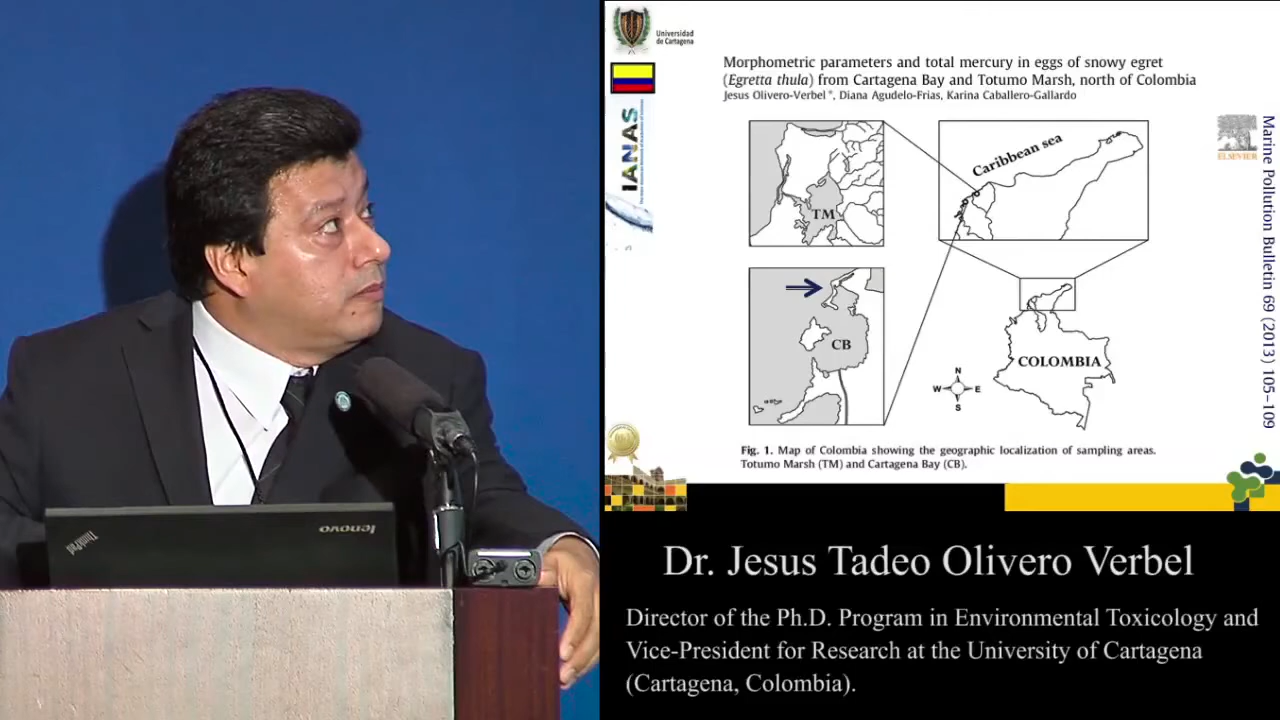 Universidad
de Cartagena
Morphometric parameters and total mercury in eggs of snowy egret
(Egretta thula) from Cartagena Bay and Totumo Marsh, north of Colombia
Jesus Olivero-Verbel *, Diana Agudelo-Frias, Karina Caballero-Gallardo
IANAS
ELSEVIER
Marine Pollution Bulletin 69 (2013) 105–109
TM
Caribbean sea
CB
COLOMBIA
N
W E
S
Fig. 1. Map of Colombia showing the geographic localization of sampling areas.
Totumo Marsh (TM) and Cartagena Bay (CB).
ThinkPad
lenovo
Dr. Jesus Tadeo Olivero Verbel
Director of the Ph.D. Program in Environmental Toxicology and
Vice-President for Research at the University of Cartagena
(Cartagena, Colombia).